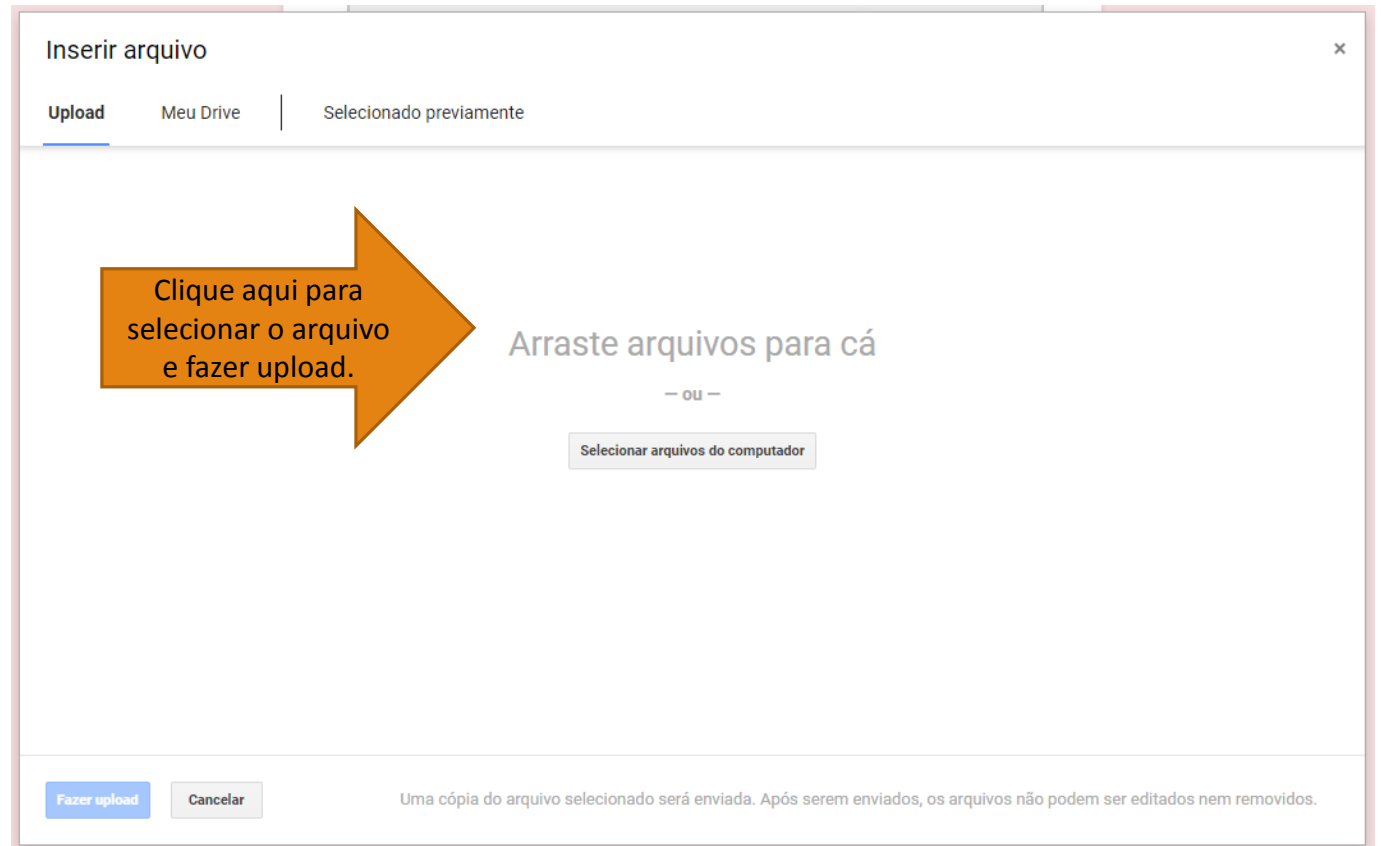 Inserir arquivo ×
Upload Meu Drive Selecionado previamente
Clique aqui para
selecionar o arquivo
e fazer upload.
Arraste arquivos para cá
— ou —
Selecionar arquivos do computador
Fazer upload Cancelar Uma cópia do arquivo selecionado será enviada. Após serem enviados, os arquivos não podem ser editados nem removidos.